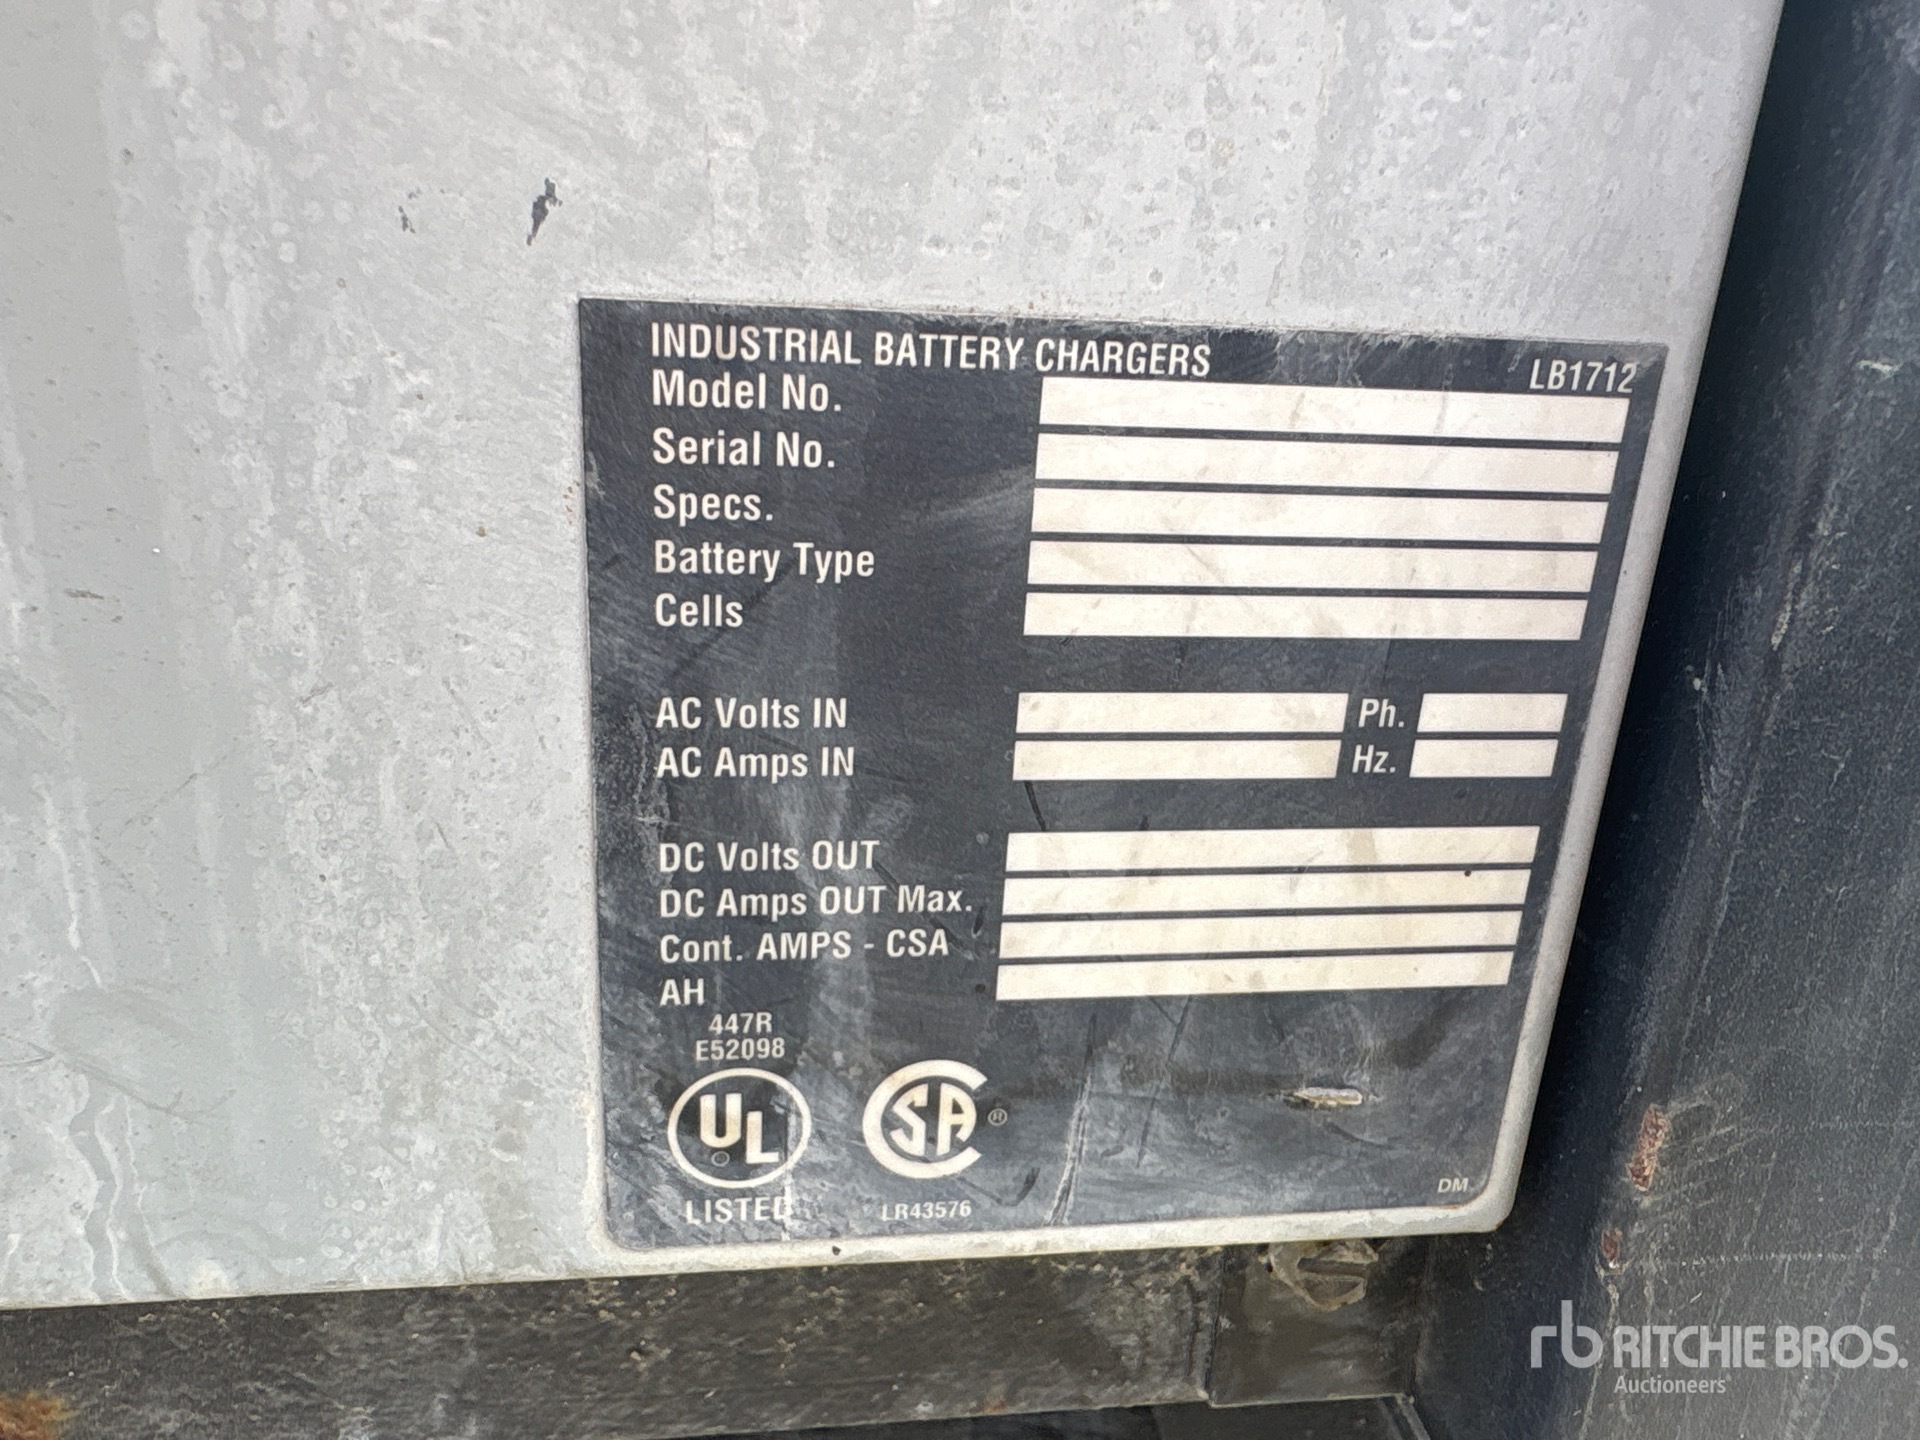 INDUSTRIAL BATTERY CHARGERS LB1712
Model No.
Serial No.
Specs.
Battery Type
Cells
AC Volts IN Ph.
AC Amps IN Hz.
DC Volts OUT
DC Amps OUT Max.
Cont. AMPS - CSA
AH
447R
E52098
UL
SA ®
LISTED
LR43576
DM
rb RITCHIE BROS.
Auctioneers